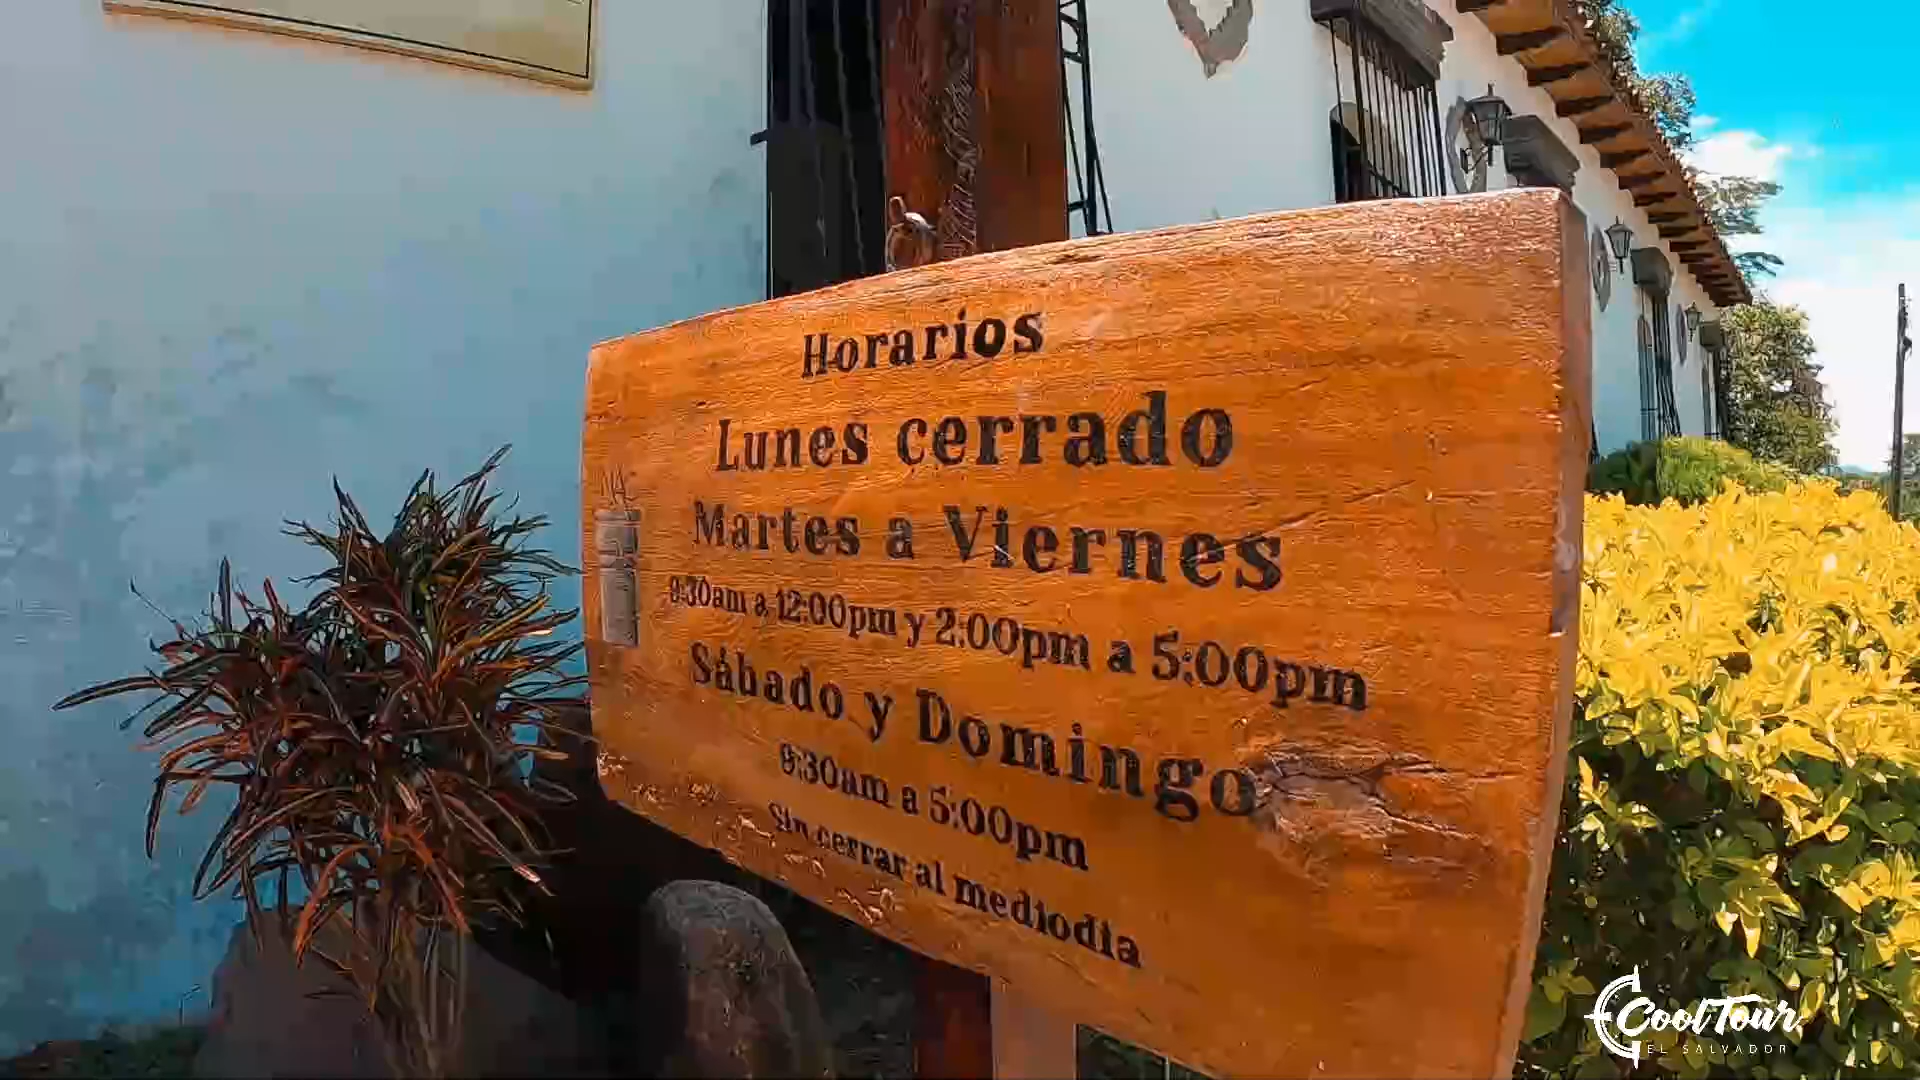 Horarios
Lunes cerrado
Martes a Viernes
9:30am a 12:00pm y 2:00pm a 5:00pm
Sábado y Domingo
9:30am a 5:00pm
Sin cerrar al mediodía
Cool Tour
EL SALVADOR